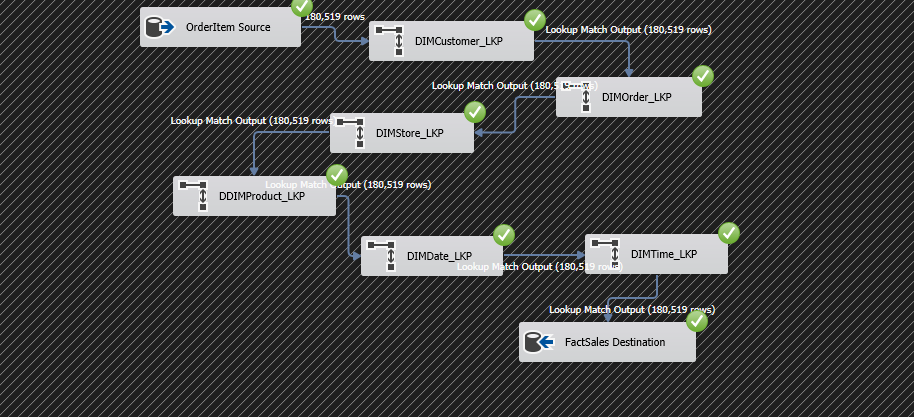 OrderItem Source
180,519 rows
DIMCustomer_LKP
Lookup Match Output (180,519 rows)
DIMOrder_LKP
Lookup Match Output (180,519 rows)
DIMStore_LKP
Lookup Match Output (180,519 rows)
DDIMProduct_LKP
Lookup Match Output (180,519 rows)
DIMDate_LKP
Lookup Match Output (180,519 rows)
DIMTime_LKP
Lookup Match Output (180,519 rows)
FactSales Destination